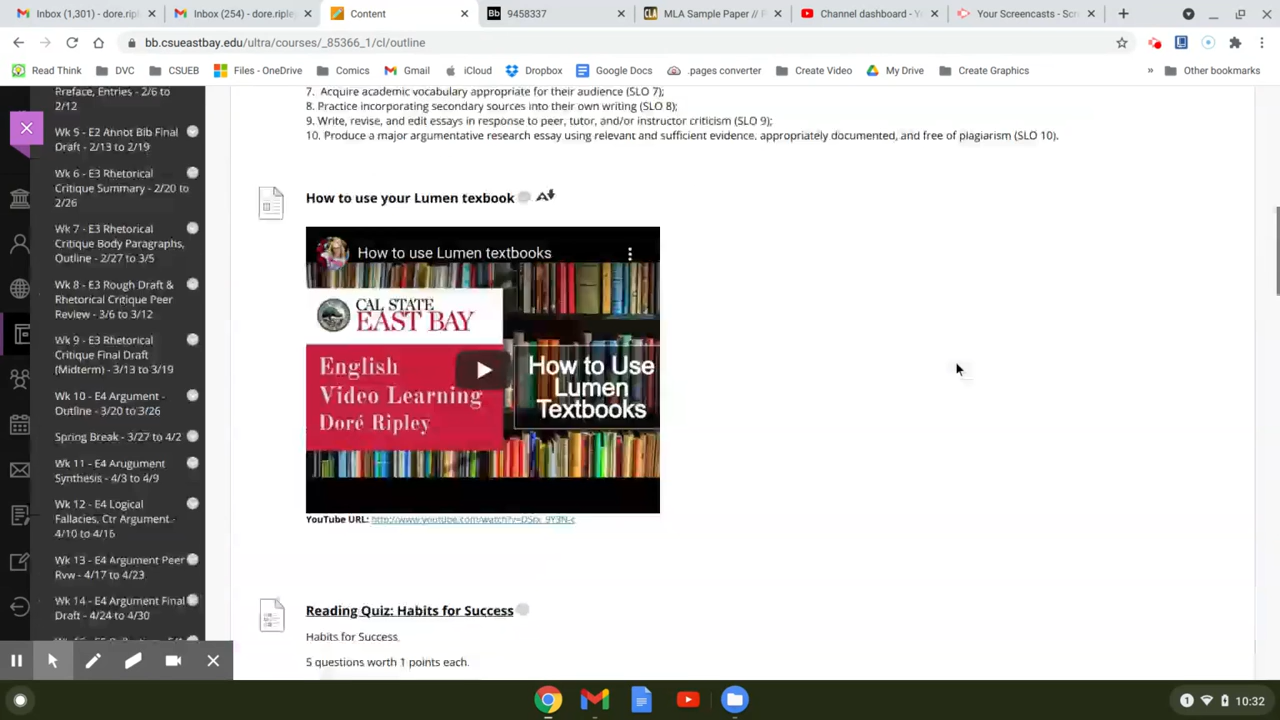 Inbox (1,301) - dore.ripley
Inbox (254) - dore.riple
Content
Bb 9458337
CLA MLA Sample Paper //
Channel dashboard - Y
Your Screencasts - Scr
bb.csueastbay.edu/ultra/courses/_85366_1/cl/outline
Read Think
DVC
CSUEB
Files - OneDrive
Comics
Gmail
iCloud
Dropbox
Google Docs
.pages converter
Create Video
My Drive
Create Graphics
»
Other bookmarks
Preface, Entries - 2/6 to
2/12
Wk 5 - E2 Annot Bib Final
Draft - 2/13 to 2/19
Wk 6 - E3 Rhetorical
Critique Summary - 2/20 to
2/26
Wk 7 - E3 Rhetorical
Critique Body Paragraphs,
Outline - 2/27 to 3/5
Wk 8 - E3 Rough Draft &
Rhetorical Critique Peer
Review - 3/6 to 3/12
Wk 9 - E3 Rhetorical
Critique Final Draft
(Midterm) - 3/13 to 3/19
Wk 10 - E4 Argument -
Outline - 3/20 to 3/26
Spring Break - 3/27 to 4/2
Wk 11 - E4 Arugument
Synthesis - 4/3 to 4/9
Wk 12 - E4 Logical
Fallacies, Ctr Argument -
4/10 to 4/16
Wk 13 - E4 Argument Peer
Rvw - 4/17 to 4/23
Wk 14 - E4 Argument Final
Draft - 4/24 to 4/30
7. Acquire academic vocabulary appropriate for their audience (SLO 7);
8. Practice incorporating secondary sources into their own writing (SLO 8);
9. Write, revise, and edit essays in response to peer, tutor, and/or instructor criticism (SLO 9);
10. Produce a major argumentative research essay using relevant and sufficient evidence, appropriately documented, and free of plagiarism (SLO 10).
How to use your Lumen texbook
How to use Lumen textbooks
CAL STATE
EAST BAY
English
Video Learning
Doré Ripley
How to Use
Lumen
Textbooks
YouTube URL:
Reading Quiz: Habits for Success
Habits for Success.
5 questions worth 1 points each.
1
10:32